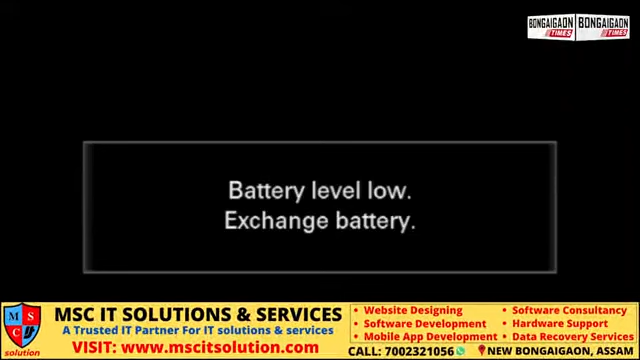 BONGAIGAON BONGAIGAON
TIMES TIMES
Battery level low.
Exchange battery.
MSC IT SOLUTIONS & SERVICES
A Trusted IT Partner For IT solutions & services
VISIT: www.mscitsolution.com
MSC
solution
• Website Designing
• Software Development
• Mobile App Development
• Software Consultancy
• Hardware Support
• Data Recovery Services
CALL: 7002321056 NEW BONGAIGAON, ASSAM